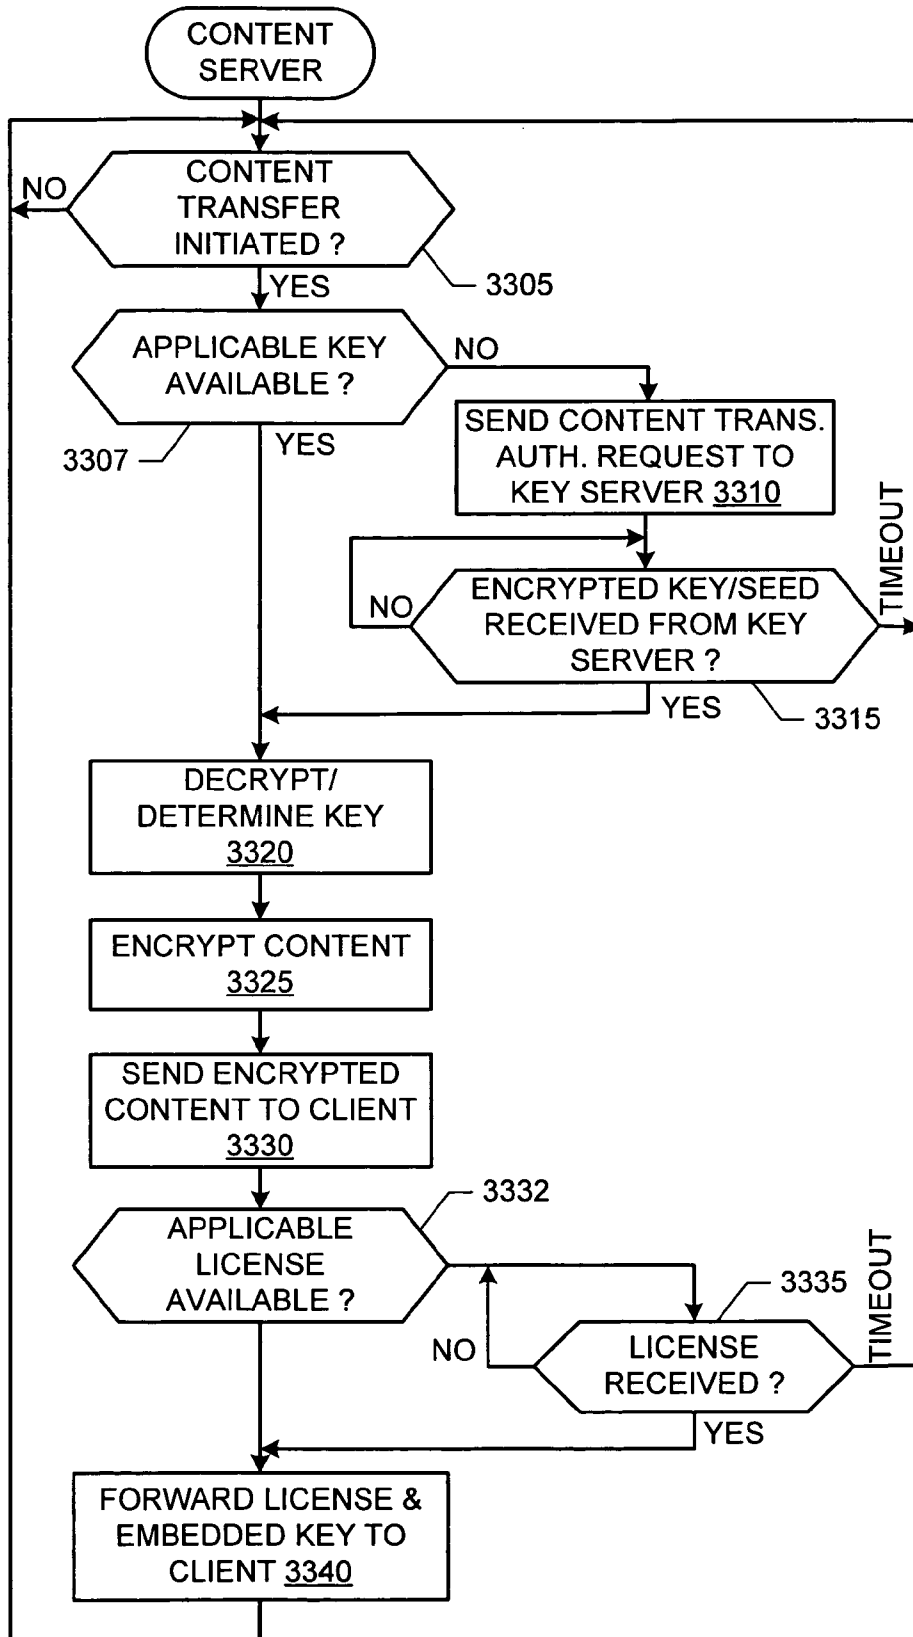 CONTENT
SERVER
CONTENT
TRANSFER
INITIATED ?
NO
3305
YES
APPLICABLE KEY
AVAILABLE ?
NO
3307
YES
SEND CONTENT TRANS.
AUTH. REQUEST TO
KEY SERVER 3310
TIMEOUT
ENCRYPTED KEY/SEED
RECEIVED FROM KEY
SERVER ?
NO
YES
3315
DECRYPT/
DETERMINE KEY
3320
ENCRYPT CONTENT
3325
SEND ENCRYPTED
CONTENT TO CLIENT
3330
3332
APPLICABLE
LICENSE
AVAILABLE ?
3335
TIMEOUT
NO
LICENSE
RECEIVED ?
YES
FORWARD LICENSE &
EMBEDDED KEY TO
CLIENT 3340